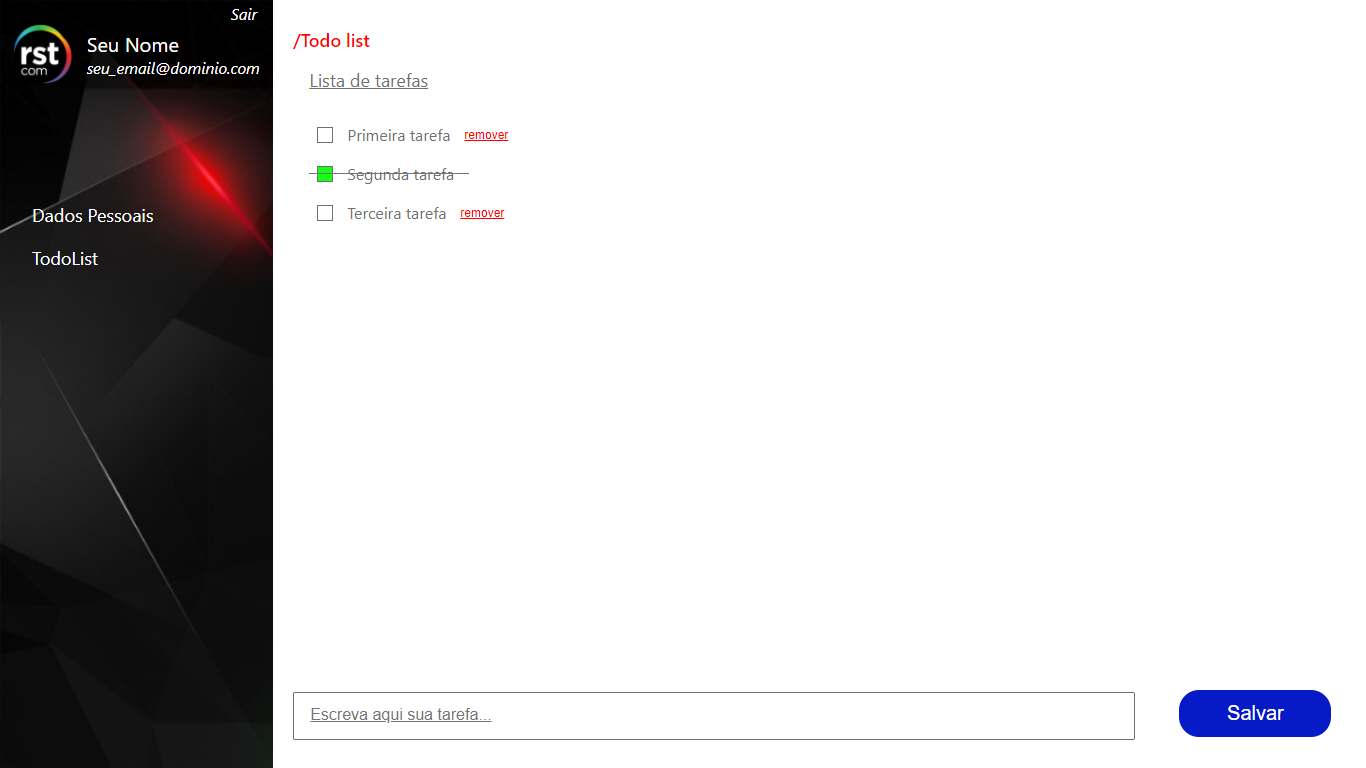 Sair
rst
com
Seu Nome
seu_email@dominio.com
Dados Pessoais
TodoList
/Todo list
Lista de tarefas
Primeira tarefa remover
Segunda tarefa
Terceira tarefa remover
Escreva aqui sua tarefa...
Salvar